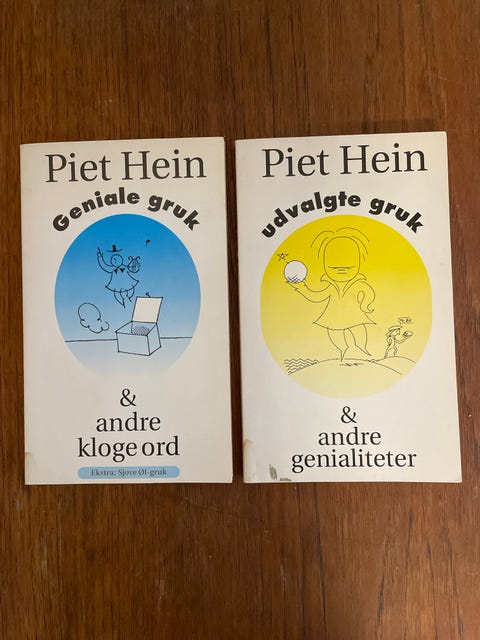 Piet Hein
Geniale gruk
&
andre
kloge ord
Ekstra: Sjove Øl-gruk
Piet Hein
udvalgte gruk
&
andre
genialiteter